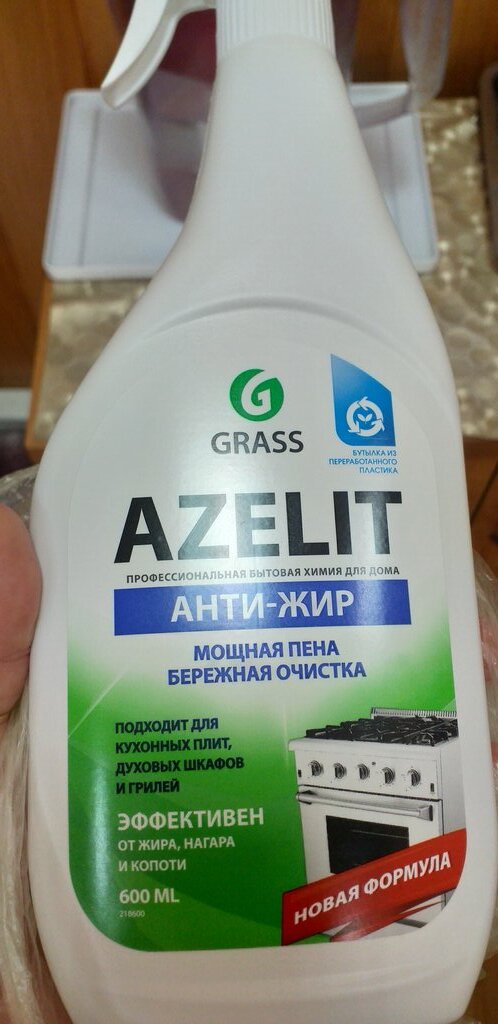 GRASS
БУТЫЛКА ИЗ
ПЕРЕРАБОТАННОГО
ПЛАСТИКА
AZELIT
ПРОФЕССИОНАЛЬНАЯ БЫТОВАЯ ХИМИЯ ДЛЯ ДОМА
АНТИ-ЖИР
МОЩНАЯ ПЕНА
БЕРЕЖНАЯ ОЧИСТКА
ПОДХОДИТ ДЛЯ
КУХОННЫХ ПЛИТ,
ДУХОВЫХ ШКАФОВ
И ГРИЛЕЙ
ЭФФЕКТИВЕН
ОТ ЖИРА, НАГАРА
И КОПОТИ
600 ML
218600
НОВАЯ ФОРМУЛА